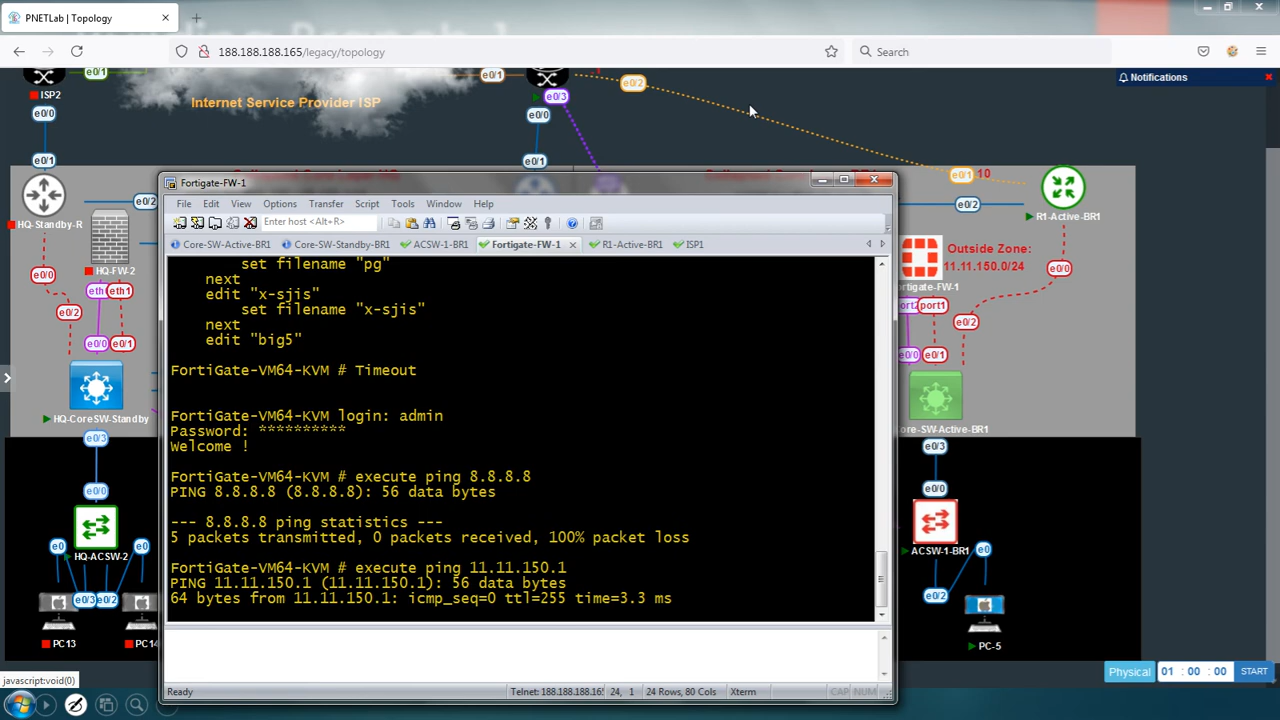 PNETLab | Topology
188.188.188.165/legacy/topology
Search
Notifications
e0/1
ISP2
Internet Service Provider ISP
e0/1
e0/2
e0/3
e0/0
e0/0
e0/1
e0/1
e0/1
10
e0/2
HQ-Standby-R
HQ-FW-2
e0/2
R1-Active-BR1
Outside Zone:
11.11.150.0/24
e0/0
e0/0
eth1
e0/2
port1
e0/2
e0/0
e0/1
e0/0
e0/1
HQ-CoreSW-Standby
Core-SW-Active-BR1
e0/3
e0/0
e0/3
e0/0
HQ-ACSW-2
ACSW-1-BR1
e0
e0
e0
e0/3
e0/2
e0/2
PC13
PC14
PC-5
Fortigate-FW-1
File Edit View Options Transfer Script Tools Window Help
Enter host <Alt+R>
Core-SW-Active-BR1 Core-SW-Standby-BR1 ACSW-1-BR1 Fortigate-FW-1 R1-Active-BR1 ISP1
set filename "pg"
next
edit "x-sjis"
set filename "x-sjis"
next
edit "big5"
FortiGate-VM64-KVM # Timeout
FortiGate-VM64-KVM login: admin
Password: **********
Welcome !
FortiGate-VM64-KVM # execute ping 8.8.8.8
PING 8.8.8.8 (8.8.8.8): 56 data bytes
--- 8.8.8.8 ping statistics ---
5 packets transmitted, 0 packets received, 100% packet loss
FortiGate-VM64-KVM # execute ping 11.11.150.1
PING 11.11.150.1 (11.11.150.1): 56 data bytes
64 bytes from 11.11.150.1: icmp_seq=0 ttl=255 time=3.3 ms
Ready
Telnet: 188.188.188.16
24, 1
24 Rows, 80 Cols
Xterm
CAP NUM
javascript:void(0)
Physical
01 : 00 : 00
START